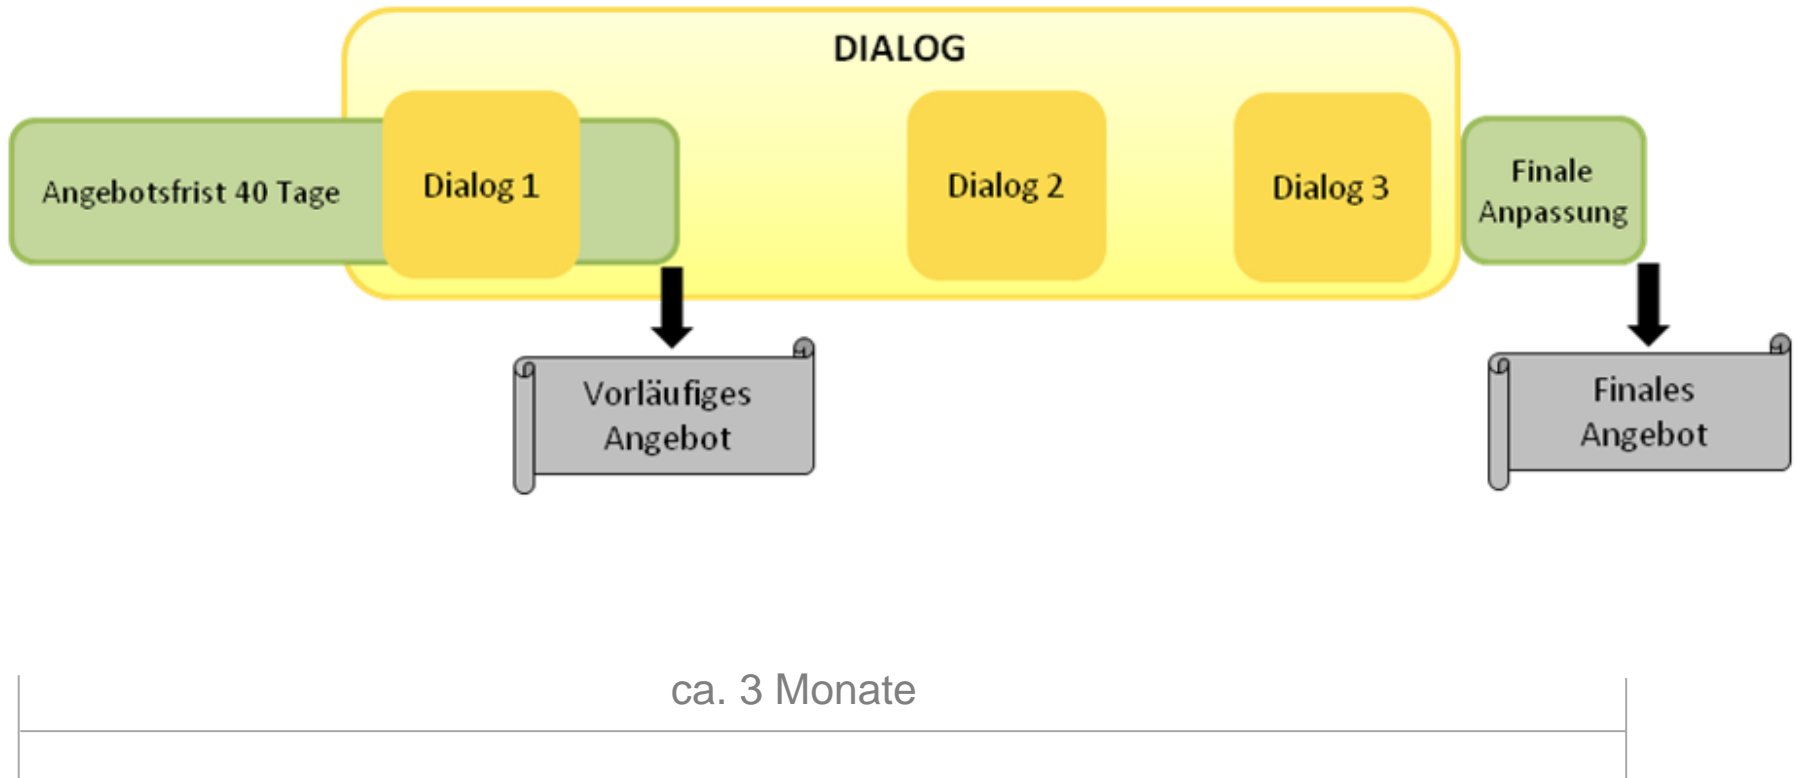 DIALOG
Angebotsfrist 40 Tage
Dialog 1
Dialog 2
Dialog 3
Finale
Anpassung
Vorläufiges
Angebot
Finales
Angebot
ca. 3 Monate